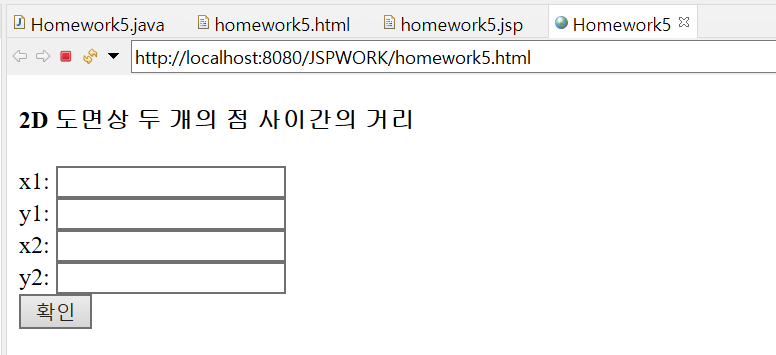 Homework5.java homework5.html homework5.jsp Homework5
http://localhost:8080/JSPWORK/homework5.html
2D 도면상 두 개의 점 사이간의 거리
x1:
y1:
x2:
y2:
확인